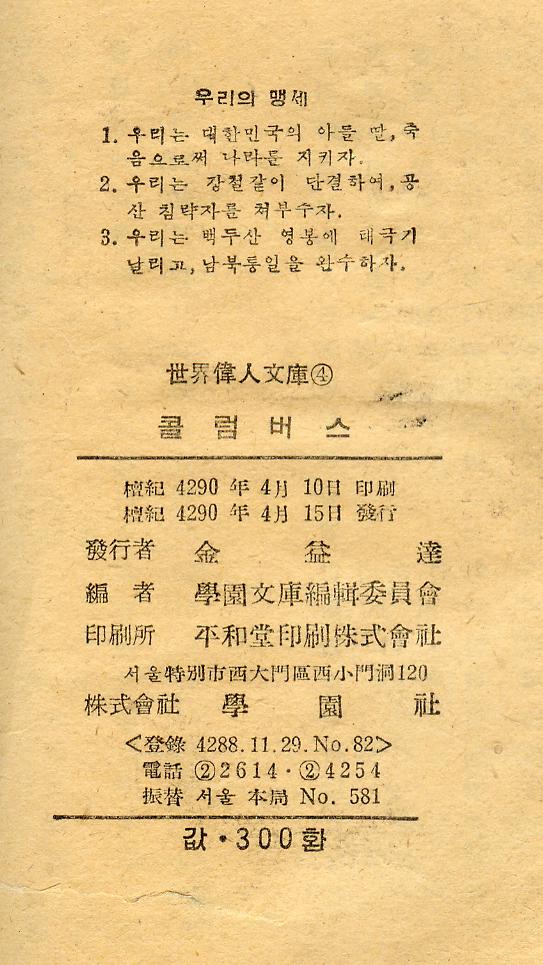 우리의 맹세
1. 우리는 대한민국의 아들 딸, 죽
음으로써 나라를 지키자.
2. 우리는 강철같이 단결하여, 공
산 침략자를 쳐부수자.
3. 우리는 백두산 영봉에 태극기
날리고, 남북통일을 완수하자.
世界偉人文庫④
콜럼버스
檀紀 4290 年 4月 10日 印刷
檀紀 4290 年 4月 15日 發行
發行者 金益達
編者 學園文庫編輯委員會
印刷所 平和堂印刷株式會社
서울特別市西大門區西小門洞120
株式會社 學園社
<登錄 4288.11.29.No.82>
電話 ②2614·②4254
振替 서울 本局 No. 581
값·300환